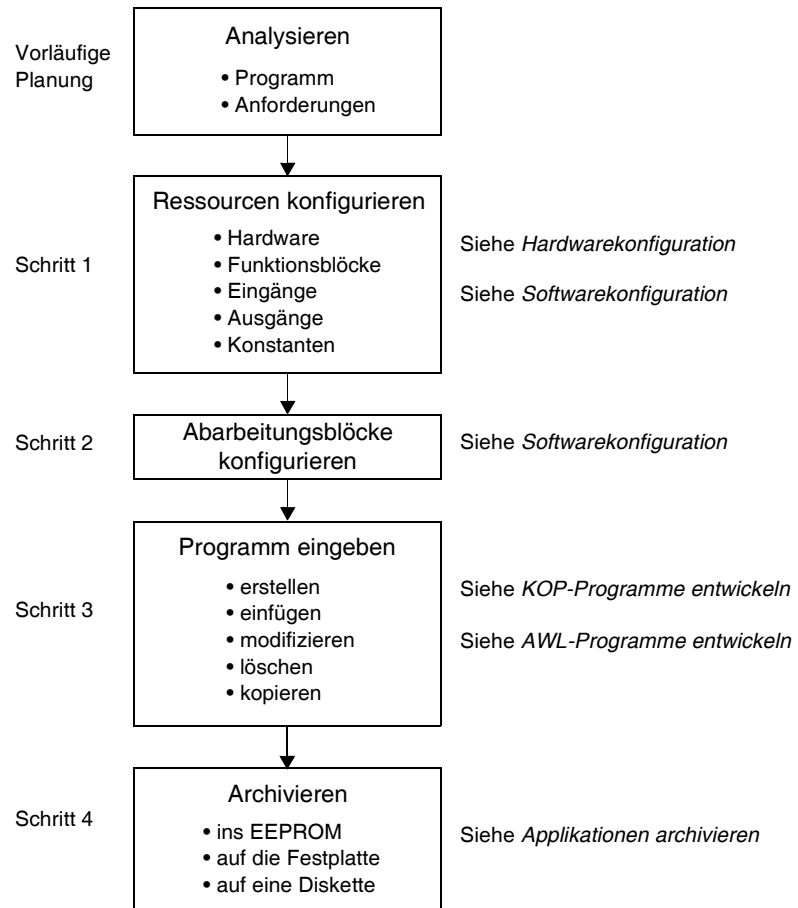 Vorläufige
Planung
Analysieren
• Programm
• Anforderungen
Schritt 1
Ressourcen konfigurieren
• Hardware
• Funktionsblöcke
• Eingänge
• Ausgänge
• Konstanten
Siehe Hardwarekonfiguration
Siehe Softwarekonfiguration
Schritt 2
Abarbeitungsblöcke
konfigurieren
Siehe Softwarekonfiguration
Schritt 3
Programm eingeben
• erstellen
• einfügen
• modifizieren
• löschen
• kopieren
Siehe KOP-Programme entwickeln
Siehe AWL-Programme entwickeln
Schritt 4
Archivieren
• ins EEPROM
• auf die Festplatte
• auf eine Diskette
Siehe Applikationen archivieren